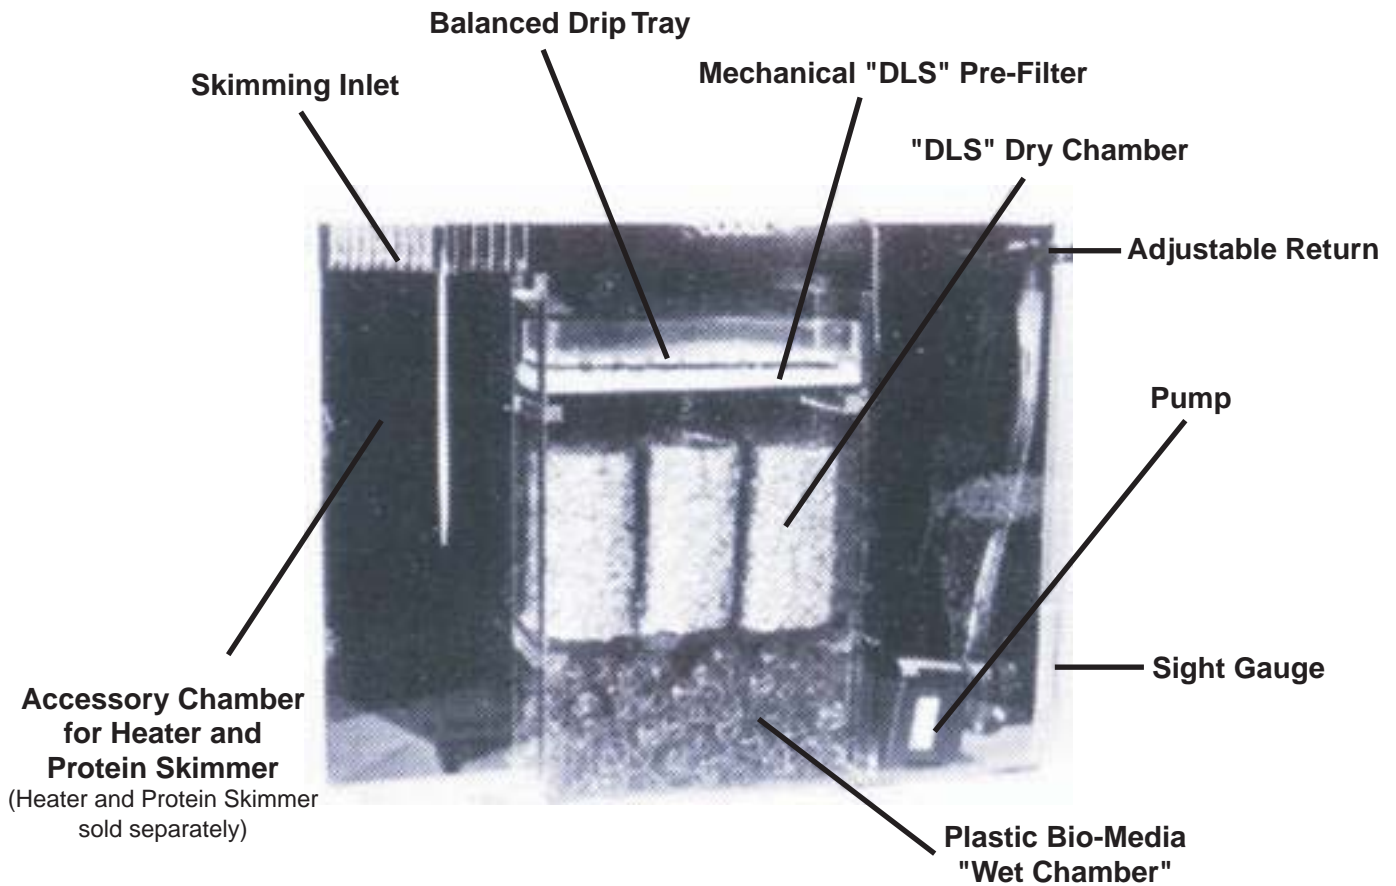 Balanced Drip Tray
Skimming Inlet
Mechanical "DLS" Pre-Filter
"DLS" Dry Chamber
Adjustable Return
Pump
Sight Gauge
Accessory Chamber
for Heater and
Protein Skimmer
(Heater and Protein Skimmer
sold separately)
Plastic Bio-Media
"Wet Chamber"